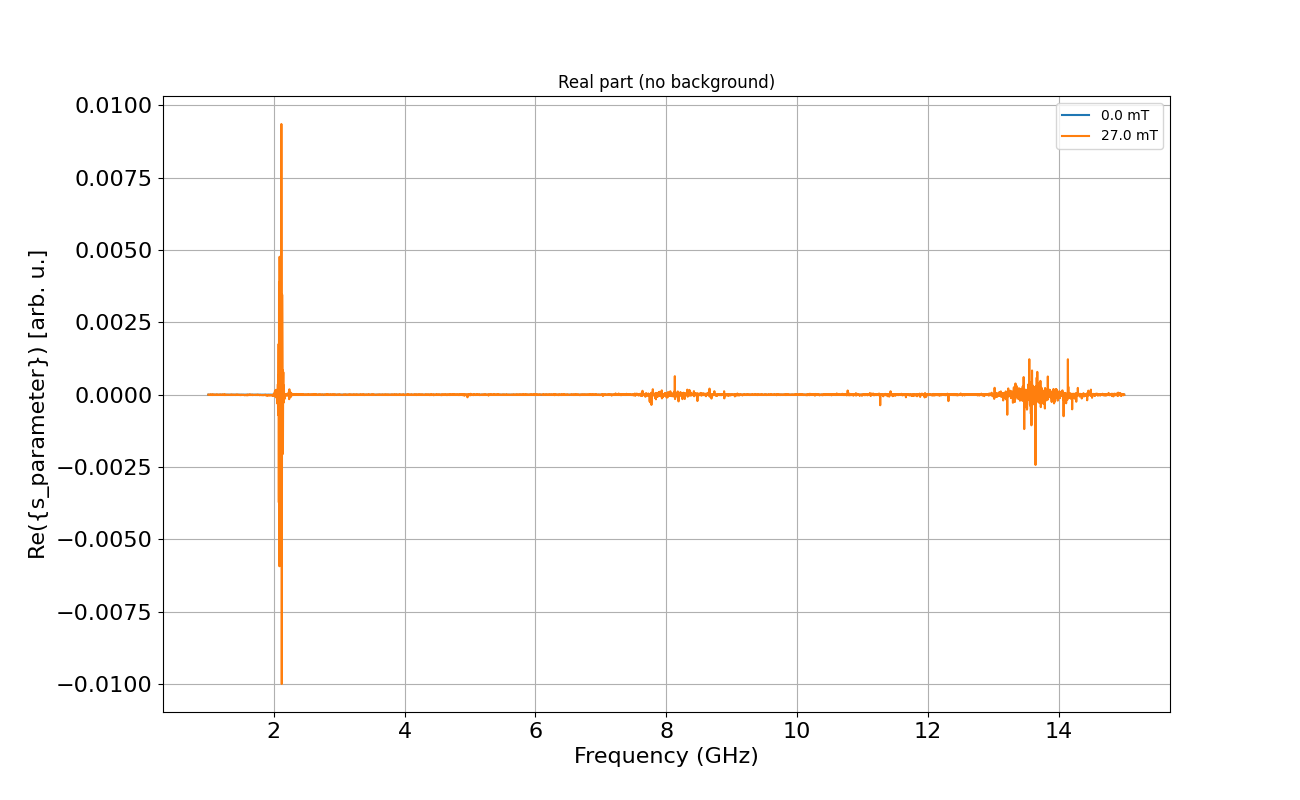 Real part (no background)
0.0 mT
27.0 mT
Re({s_parameter}) [arb. u.]
0.0100
0.0075
0.0050
0.0025
0.0000
−0.0025
−0.0050
−0.0075
−0.0100
2 4 6 8 10 12 14
Frequency (GHz)